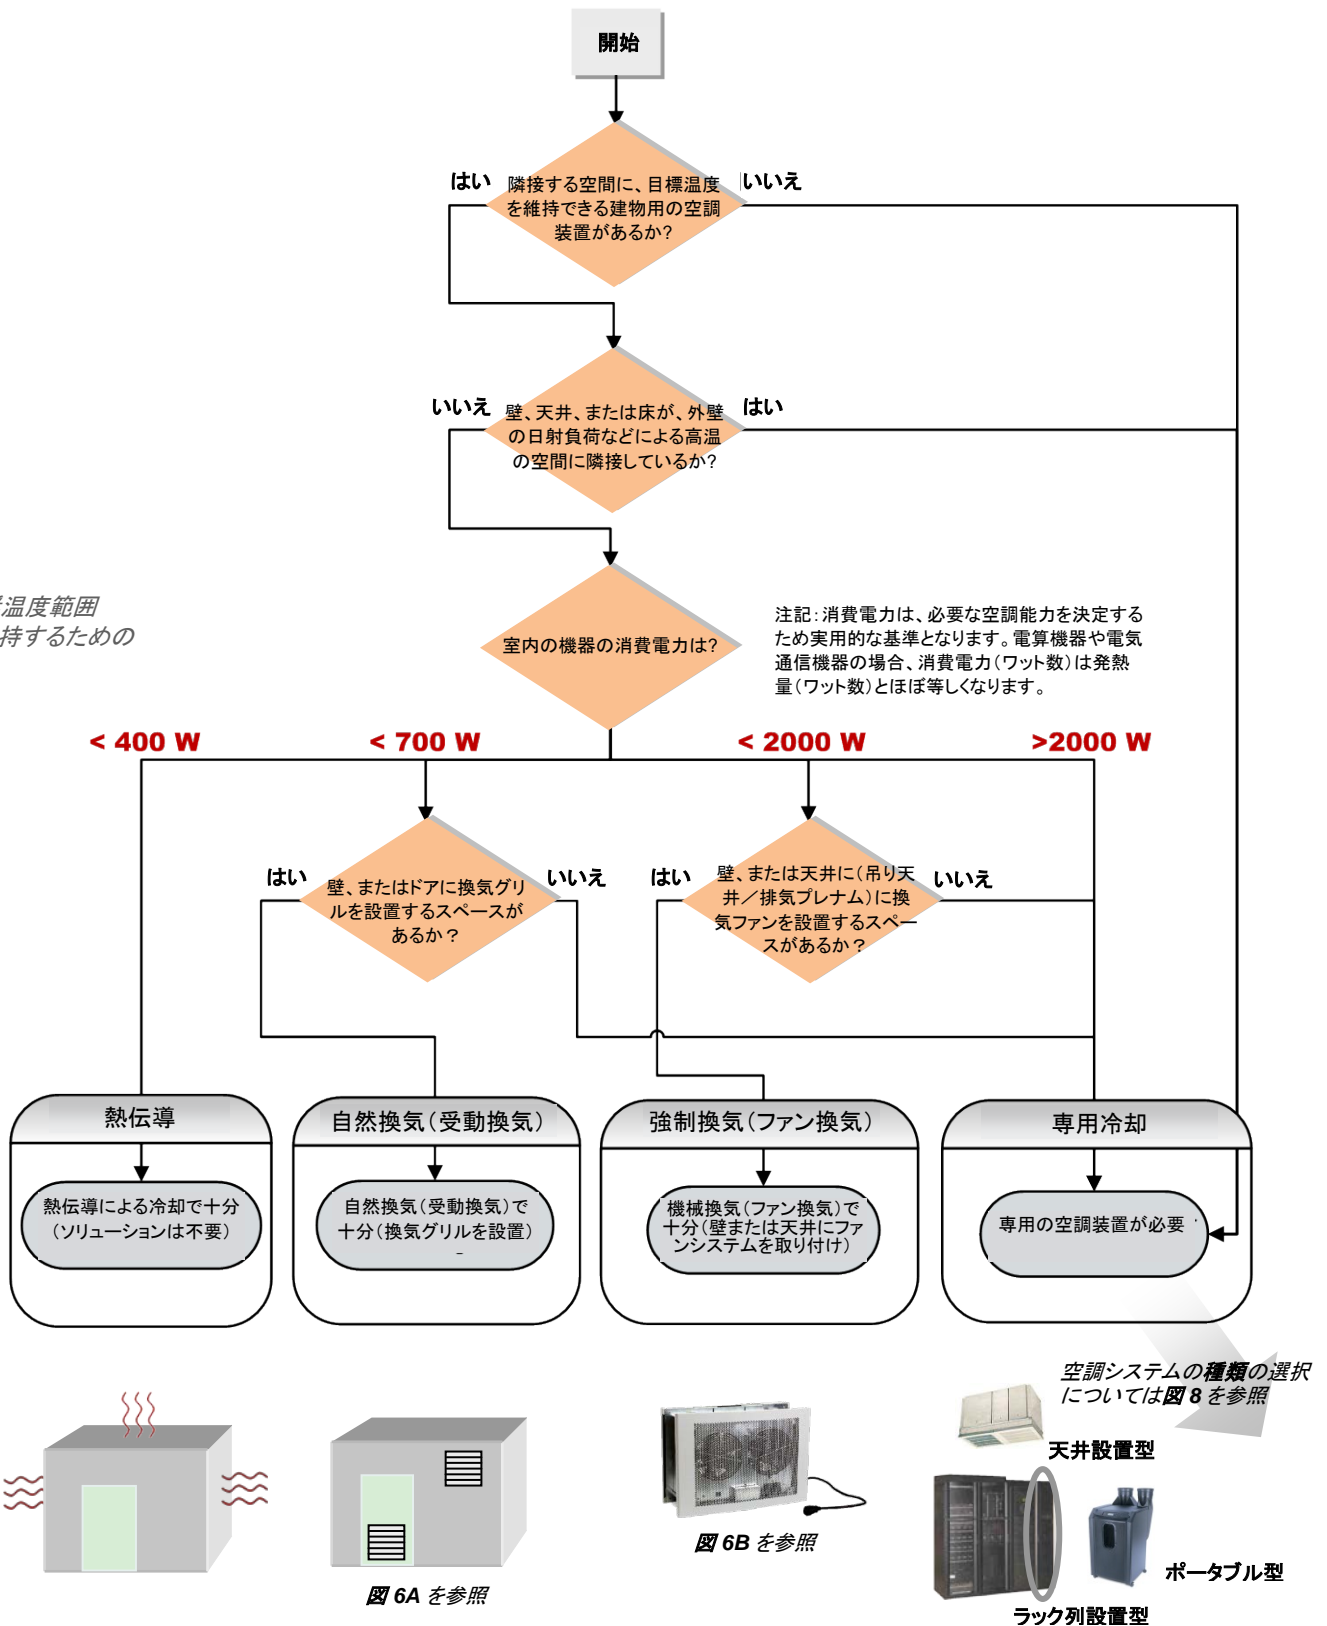 開始
はい
いいえ
隣接する空間に、目標温度
を維持できる建物用の空調
装置があるか?
いいえ
はい
壁、天井、または床が、外壁
の日射負荷などによる高温
の空間に隣接しているか?
温度範囲
持するための
室内の機器の消費電力は?
注記:消費電力は、必要な空調能力を決定する
ため実用的な基準となります。電算機器や電気
通信機器の場合、消費電力(ワット数)は発熱
量(ワット数)とほぼ等しくなります。
< 400 W
< 700 W
< 2000 W
>2000 W
はい
いいえ
壁、またはドアに換気グリ
ルを設置するスペースが
あるか?
はい
いいえ
壁、または天井に(吊り天
井/排気プレナム)に換
気ファンを設置するスペー
スがあるか?
熱伝導
自然換気(受動換気)
強制換気(ファン換気)
専用冷却
熱伝導による冷却で十分
(ソリューションは不要)
自然換気(受動換気)で
十分(換気グリルを設置)
機械換気(ファン換気)で
十分(壁または天井にファ
ンシステムを取り付け)
専用の空調装置が必要
空調システムの種類の選択
については図 8 を参照
天井設置型
図 6A を参照
図 6B を参照
ポータブル型
ラック列設置型